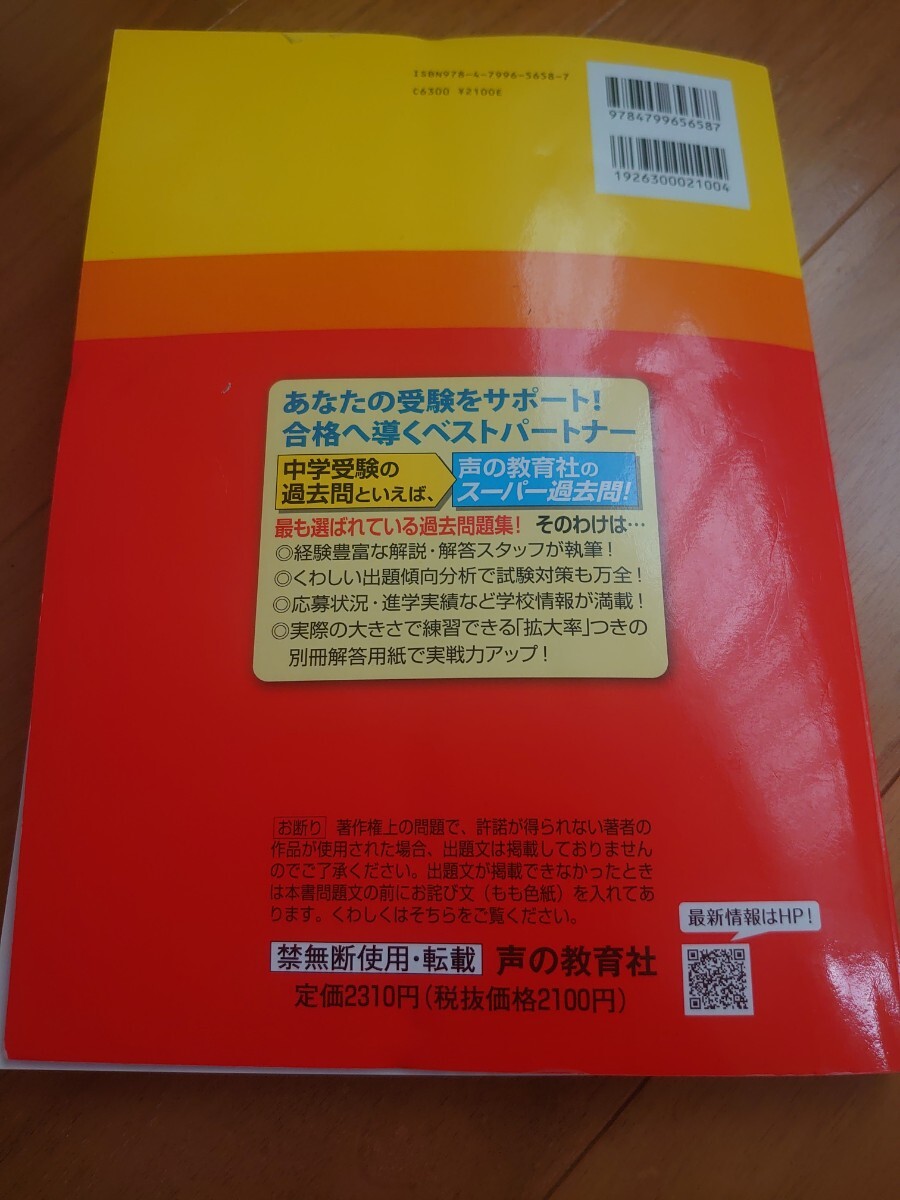 ISBN978-4-7996-5658-7
C6300 ¥2100E
9784799656587
1926300021004
あなたの受験をサポート!
合格へ導くベストパートナー
中学受験の
過去問といえば、
声の教育社の
スーパー過去問!
最も選ばれている過去問題集! そのわけは…
◎経験豊富な解説・解答スタッフが執筆!
◎くわしい出題傾向分析で試験対策も万全!
◎応募状況・進学実績など学校情報が満載!
◎実際の大きさで練習できる「拡大率」つきの
別冊解答用紙で実戦力アップ!
お断り 著作権上の問題で、許諾が得られない著者の
作品が使用された場合、出題文は掲載しておりません
のでご了承ください。出題文が掲載できなかったとき
は本書問題文の前にお詫び文(もも色紙)を入れてあ
ります。くわしくはそちらをご覧ください。
最新情報はHP!
禁無断使用・転載 声の教育社
定価2310円(税抜価格2100円)